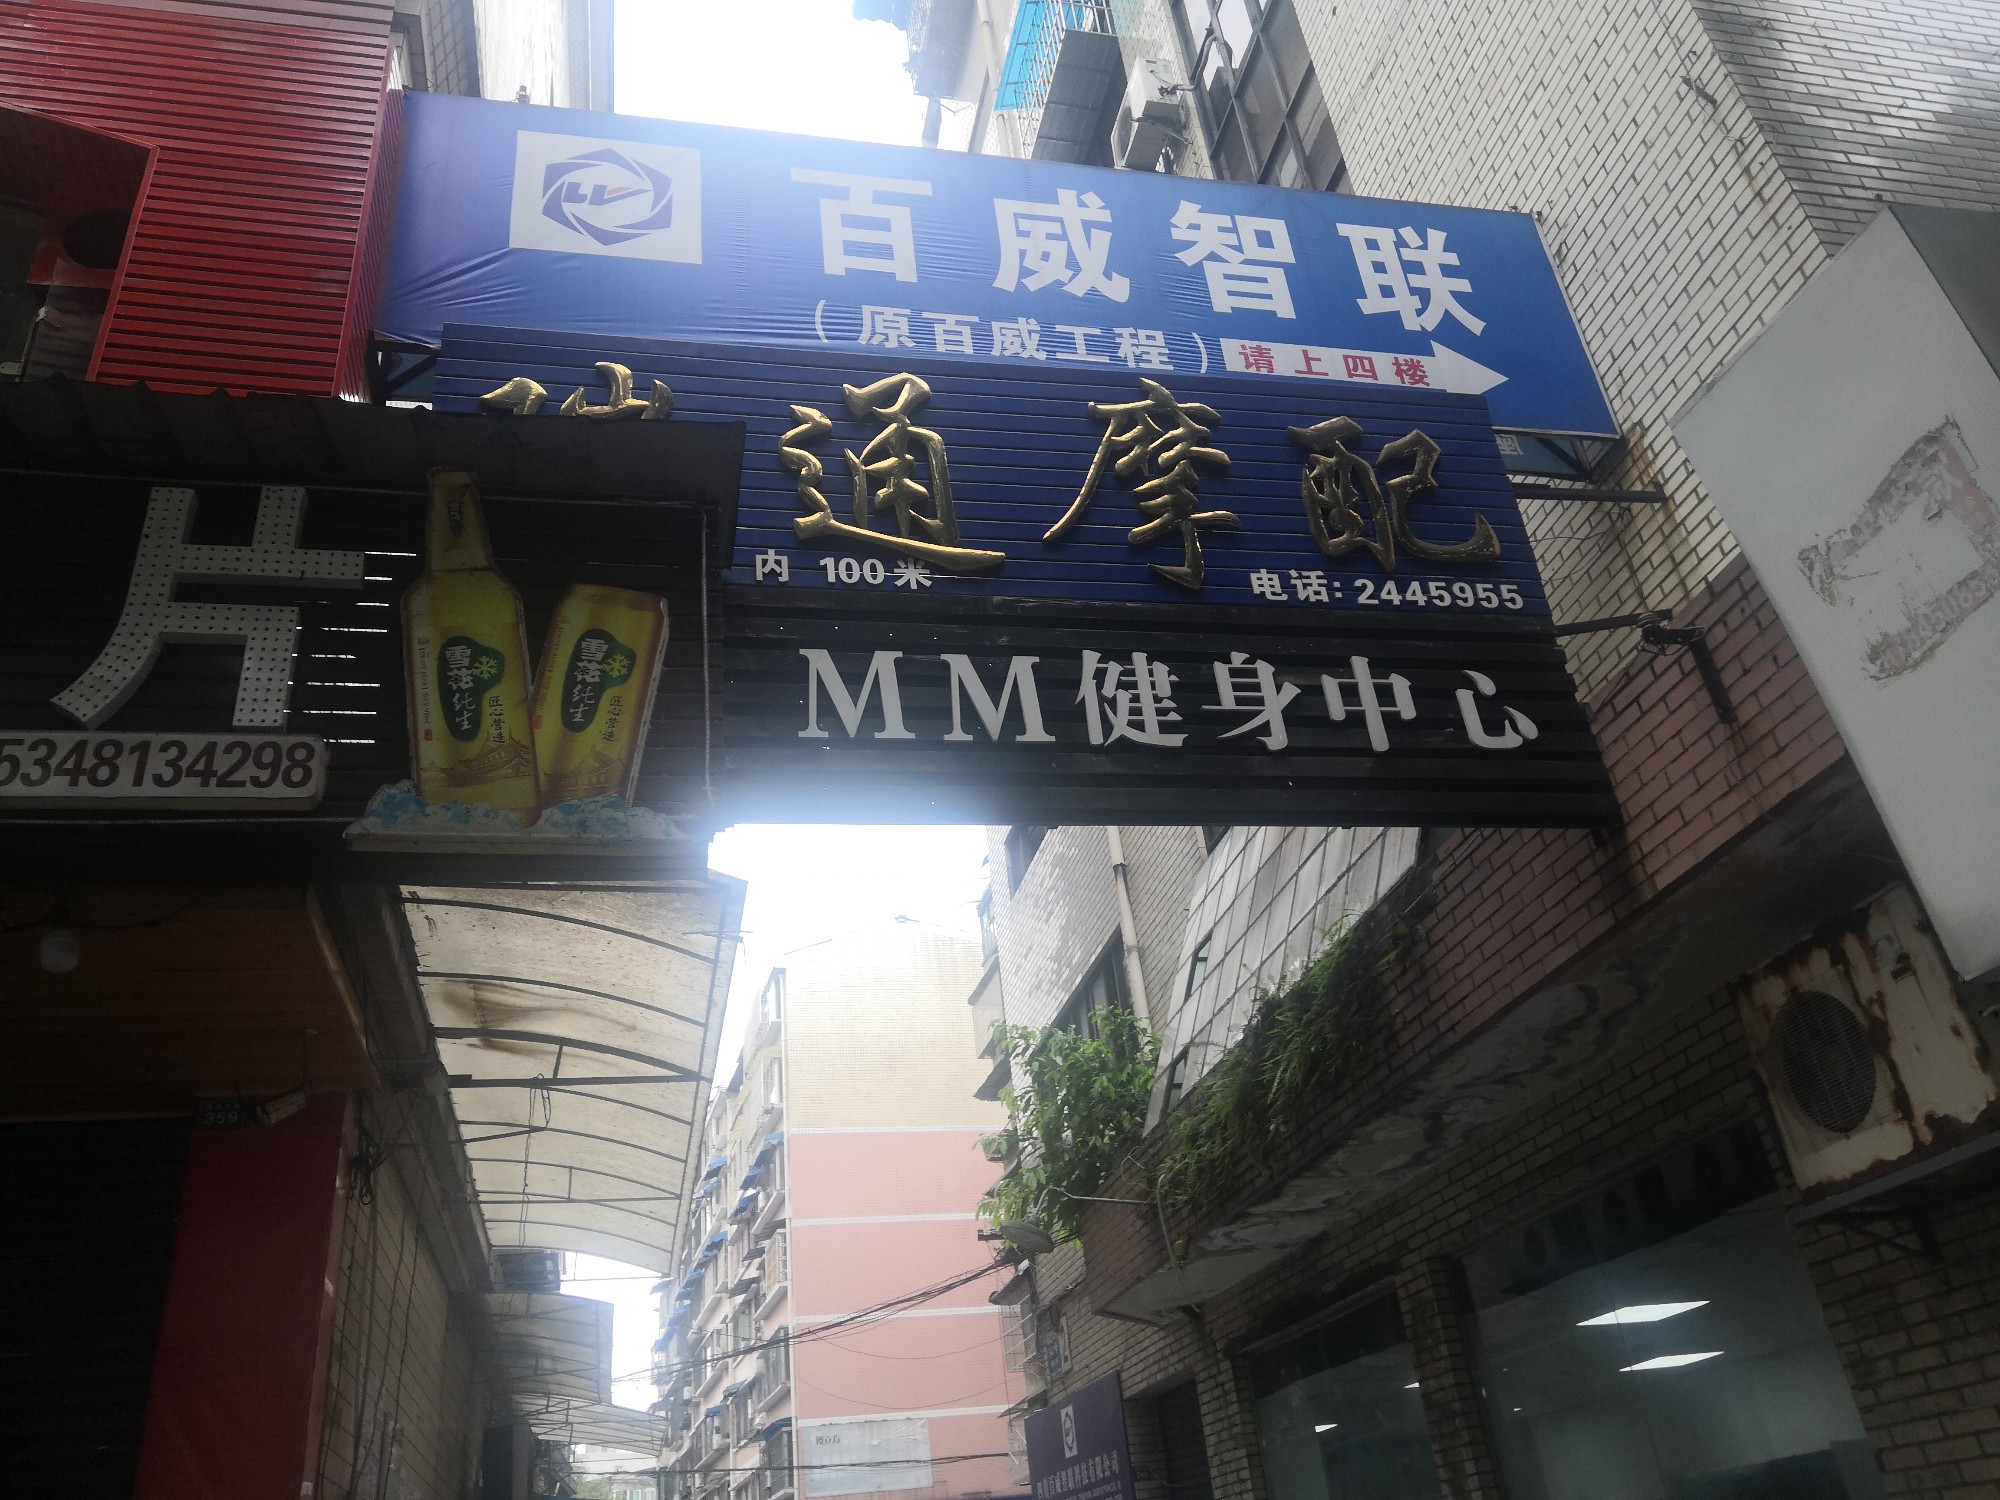 百威智联
（原百威工程）
请上四楼
通摩配
内 100米
电话：2445955
MM健身中心
片
5348134298
雪花纯生
匠心营造
雪花纯生
匠心营造
359